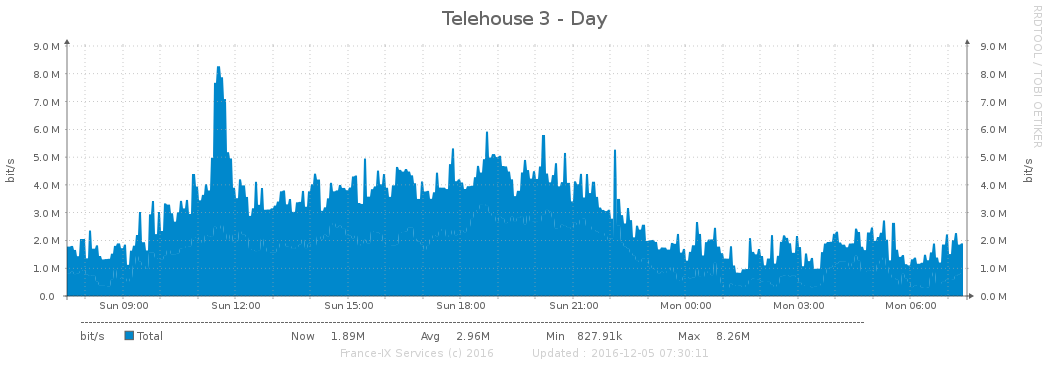 Telehouse 3 - Day
RRDTOOL / TOBI OETIKER
bit/s
9.0 M
8.0 M
7.0 M
6.0 M
5.0 M
4.0 M
3.0 M
2.0 M
1.0 M
0.0
9.0 M
8.0 M
7.0 M
6.0 M
5.0 M
4.0 M
3.0 M
2.0 M
1.0 M
0.0 M
bit/s
Sun 09:00 Sun 12:00 Sun 15:00 Sun 18:00 Sun 21:00 Mon 00:00 Mon 03:00 Mon 06:00
bit/s Total Now 1.89M Avg 2.96M Min 827.91k Max 8.26M
France-IX Services (c) 2016 Updated : 2016-12-05 07:30:11